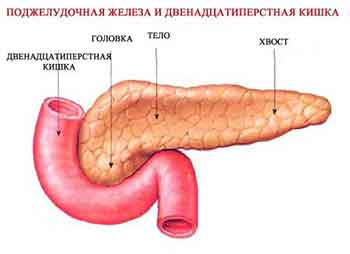 ПОДЖЕЛУДОЧНАЯ ЖЕЛЕЗА И ДВЕНАДЦАТИПЕРСТНАЯ КИШКА
ГОЛОВКА
ТЕЛО
ХВОСТ
ДВЕНАДЦАТИПЕРСТНАЯ
КИШКА